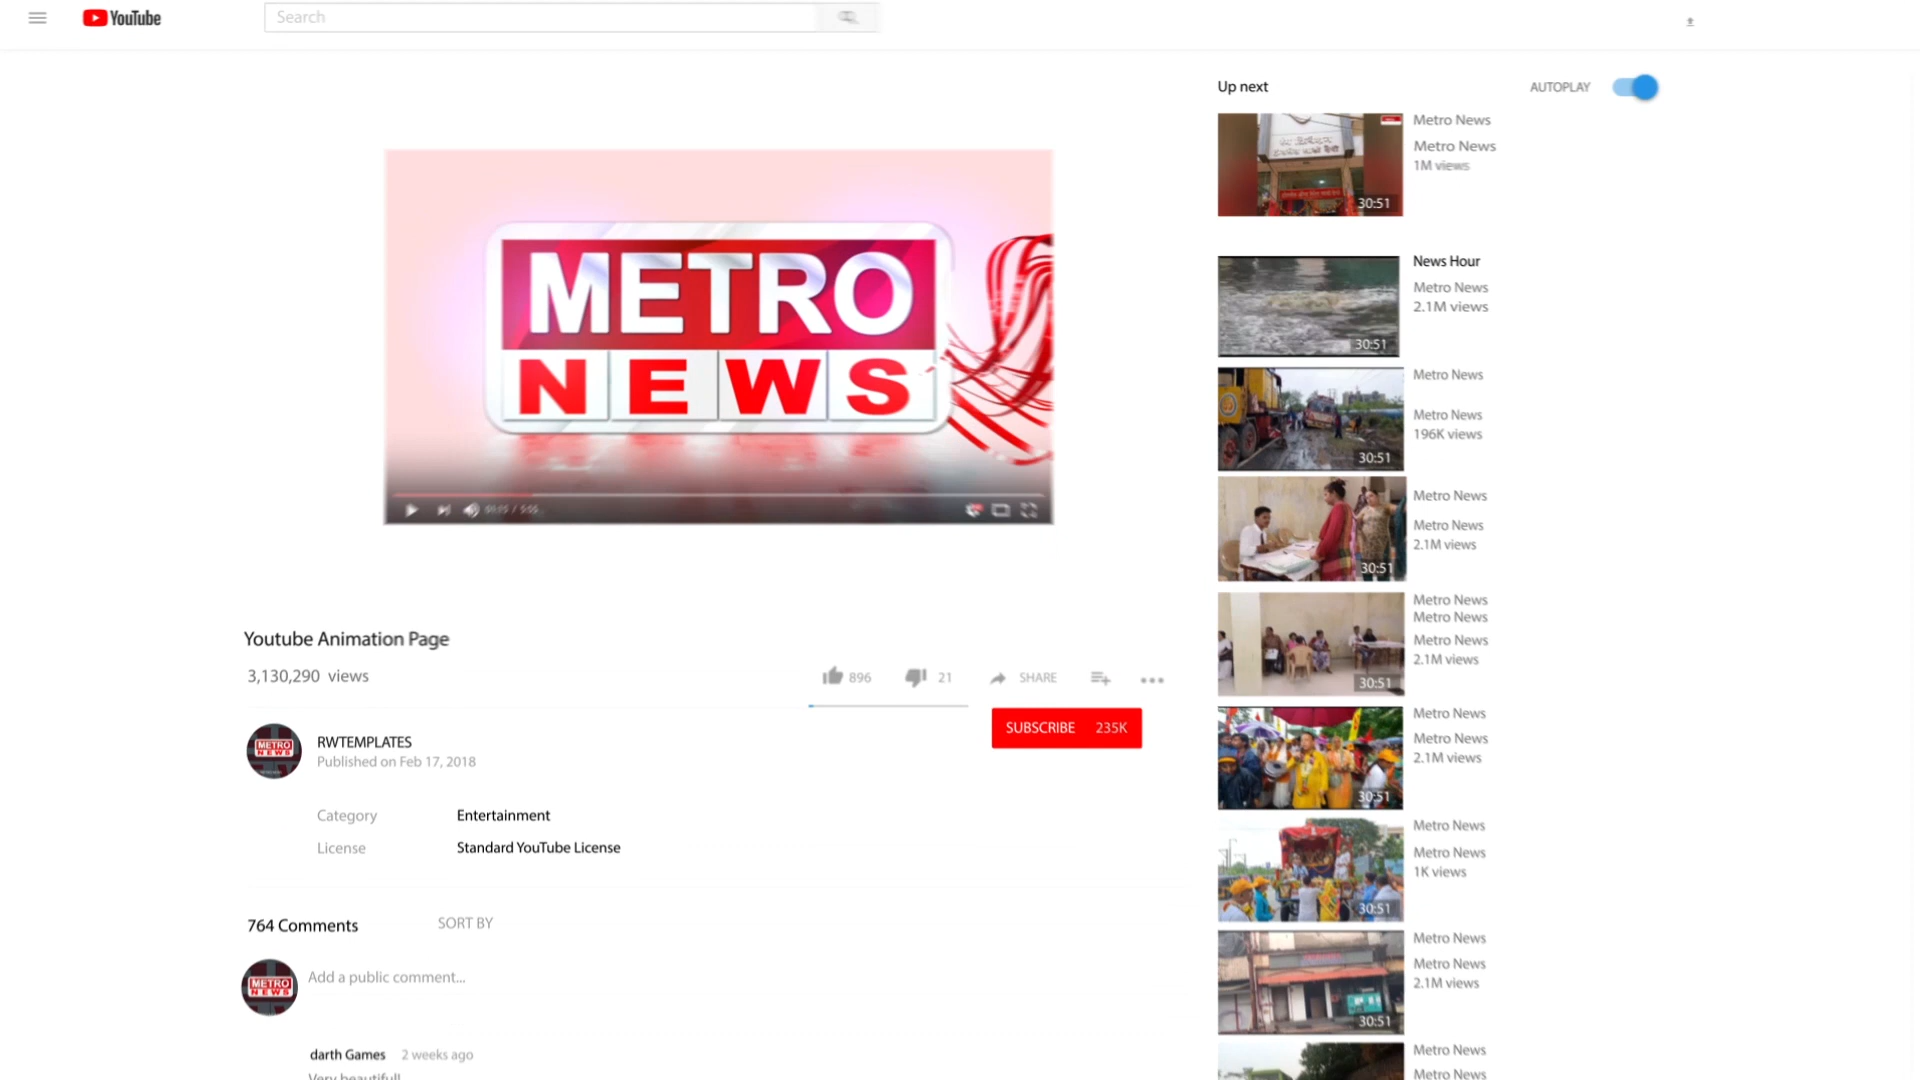 YouTube
Search
METRO
NEWS
Youtube Animation Page
3,130,290 views
896
21
SHARE
SUBSCRIBE 235K
METRO
NEWS
RWTEMPLATES
Published on Feb 17, 2018
Category Entertainment
License Standard YouTube License
764 Comments
SORT BY
METRO
NEWS
Add a public comment...
darth Games 2 weeks ago
Very beautiful!
Up next
AUTOPLAY
30:51
Metro News
Metro News
1M views
30:51
News Hour
Metro News
2.1M views
30:51
Metro News
Metro News
196K views
30:51
Metro News
Metro News
2.1M views
30:51
Metro News
Metro News
Metro News
2.1M views
30:51
Metro News
Metro News
2.1M views
30:51
Metro News
Metro News
1K views
30:51
Metro News
Metro News
2.1M views
Metro News
Metro News